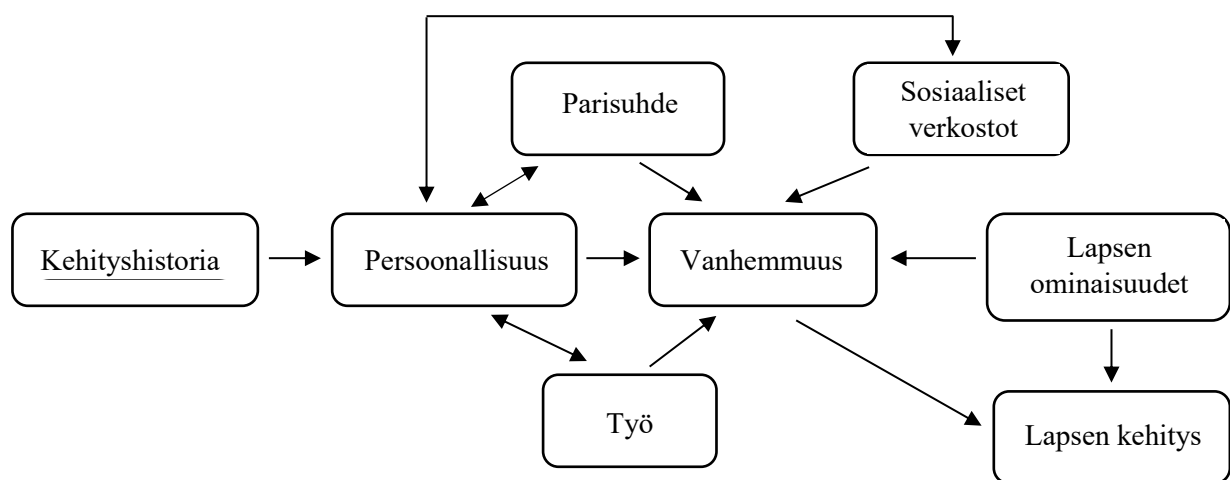 Parisuhde
Sosiaaliset
verkostot
Kehityshistoria
Persoonallisuus
Vanhemmuus
Lapsen
ominaisuudet
Työ
Lapsen kehitys